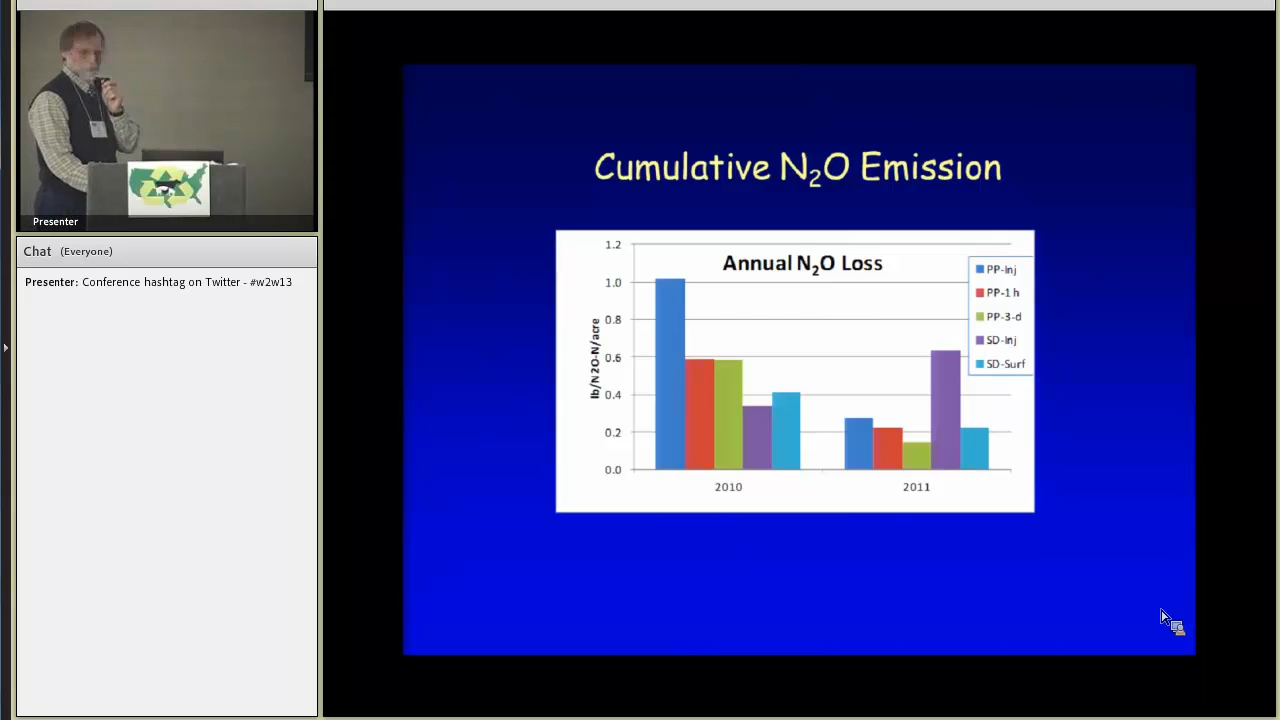 Presenter
Chat (Everyone)
Presenter: Conference hashtag on Twitter - #w2w13
Cumulative N₂O Emission
Annual N₂O Loss
lb/N2O-N/acre
1.2
1.0
0.8
0.6
0.4
0.2
0.0
2010
2011
PP-Inj
PP-1 h
PP-3-d
SD-Inj
SD-Surf